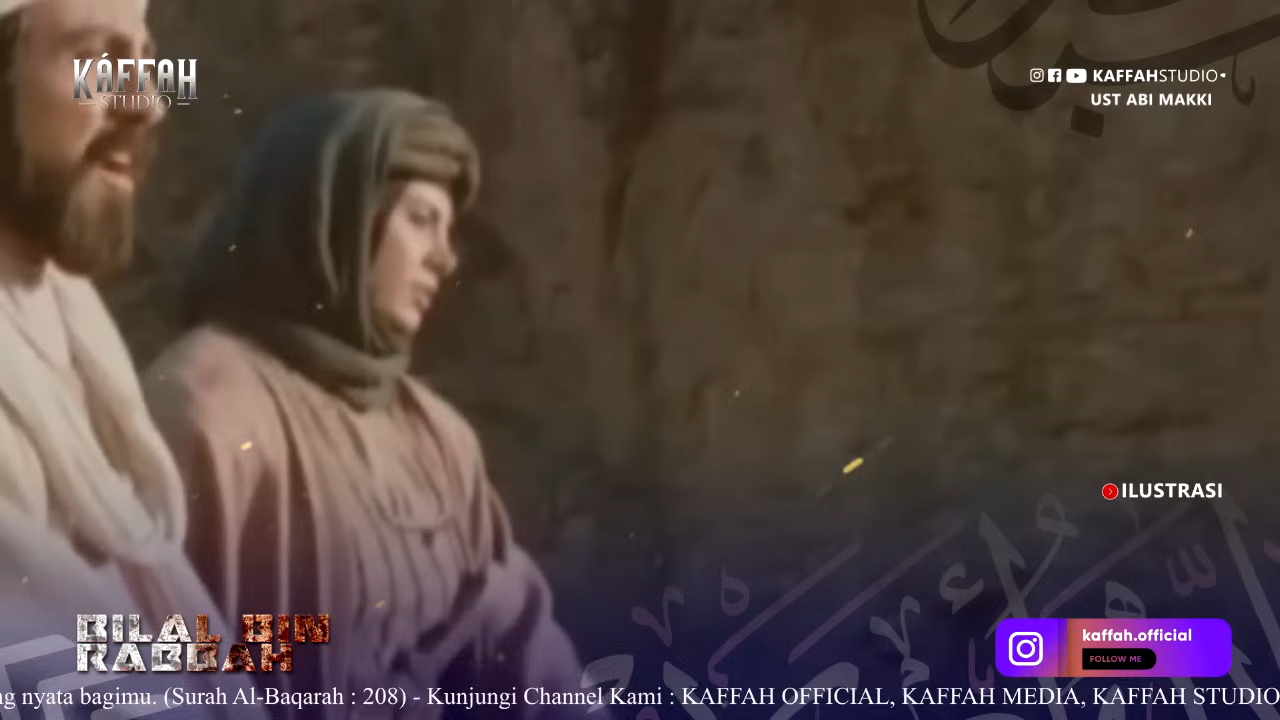 KÁFFAH
STUDIO
KAFFAHSTUDIO
UST ABI MAKKI
ILUSTRASI
BILAL BIN
RABBAH
kaffah.official
FOLLOW ME
nyata bagimu. (Surah Al-Baqarah : 208) - Kunjungi Channel Kami : KAFFAH OFFICIAL, KAFFAH MEDIA, KAFFAH STUDIO